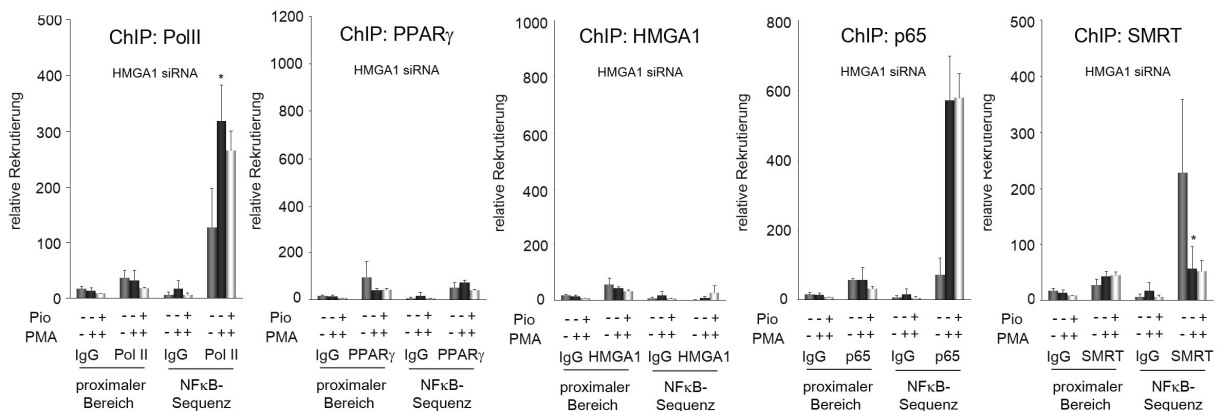 ChIP: PolII
HMGA1 siRNA
relative Rekrutierung
500
400
300
200
100
0
*
Pio - - + - - + - - + - - +
PMA - + + - + + - + + - + +
IgG Pol II IgG Pol II
proximaler Bereich
NFκB-Sequenz
ChIP: PPARγ
HMGA1 siRNA
relative Rekrutierung
1200
1000
800
600
400
200
0
Pio - - + - - + - - + - - +
PMA - + + - + + - + + - + +
IgG PPARγ IgG PPARγ
proximaler Bereich
NFκB-Sequenz
ChIP: HMGA1
HMGA1 siRNA
relative Rekrutierung
1000
800
600
400
200
0
Pio - - + - - + - - + - - +
PMA - + + - + + - + + - + +
IgG HMGA1 IgG HMGA1
proximaler Bereich
NFκB-Sequenz
ChIP: p65
HMGA1 siRNA
relative Rekrutierung
800
600
400
200
0
Pio - - + - - + - - + - - +
PMA - + + - + + - + + - + +
IgG p65 IgG p65
proximaler Bereich
NFκB-Sequenz
ChIP: SMRT
HMGA1 siRNA
relative Rekrutierung
500
400
300
200
100
0
*
Pio - - + - - + - - + - - +
PMA - + + - + + - + + - + +
IgG SMRT IgG SMRT
proximaler Bereich
NFκB-Sequenz